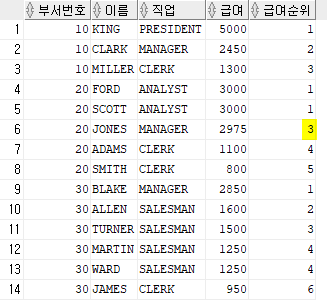 부서번호 이름 직업 급여 급여순위
1 10 KING PRESIDENT 5000 1
2 10 CLARK MANAGER 2450 2
3 10 MILLER CLERK 1300 3
4 20 FORD ANALYST 3000 1
5 20 SCOTT ANALYST 3000 1
6 20 JONES MANAGER 2975 3
7 20 ADAMS CLERK 1100 4
8 20 SMITH CLERK 800 5
9 30 BLAKE MANAGER 2850 1
10 30 ALLEN SALESMAN 1600 2
11 30 TURNER SALESMAN 1500 3
12 30 MARTIN SALESMAN 1250 4
13 30 WARD SALESMAN 1250 4
14 30 JAMES CLERK 950 6